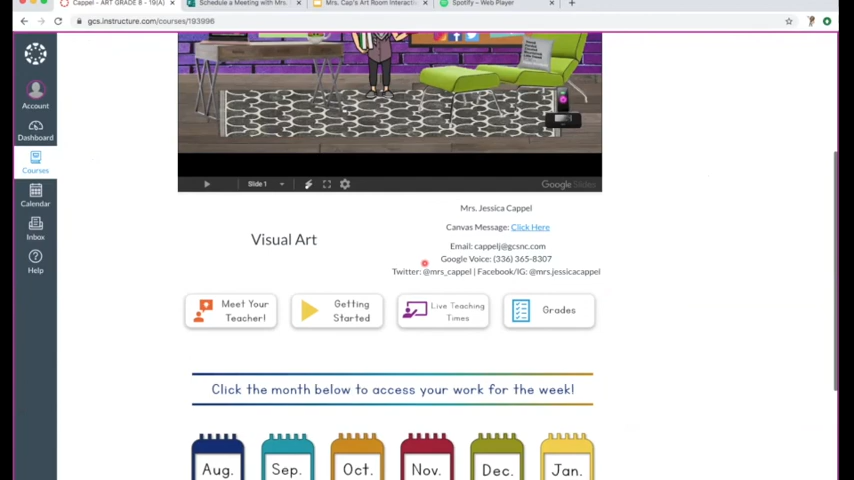 Cappel - ART GRADE 8 - 19(A)
Schedule a Meeting with Mrs.
Mrs. Cap's Art Room Interacti
Spotify – Web Player
gcs.instructure.com/courses/193996
Account
Dashboard
Courses
Calendar
Inbox
Help
Slide 1
Google Slides
Visual Art
Mrs. Jessica Cappel
Canvas Message: Click Here
Email: cappelj@gcsnc.com
Google Voice: (336) 365-8307
Twitter: @mrs_cappel | Facebook/IG: @mrs.jessicacappel
Meet Your
Teacher!
Getting
Started
Live Teaching
Times
Grades
Click the month below to access your work for the week!
Aug.
Sep.
Oct.
Nov.
Dec.
Jan.